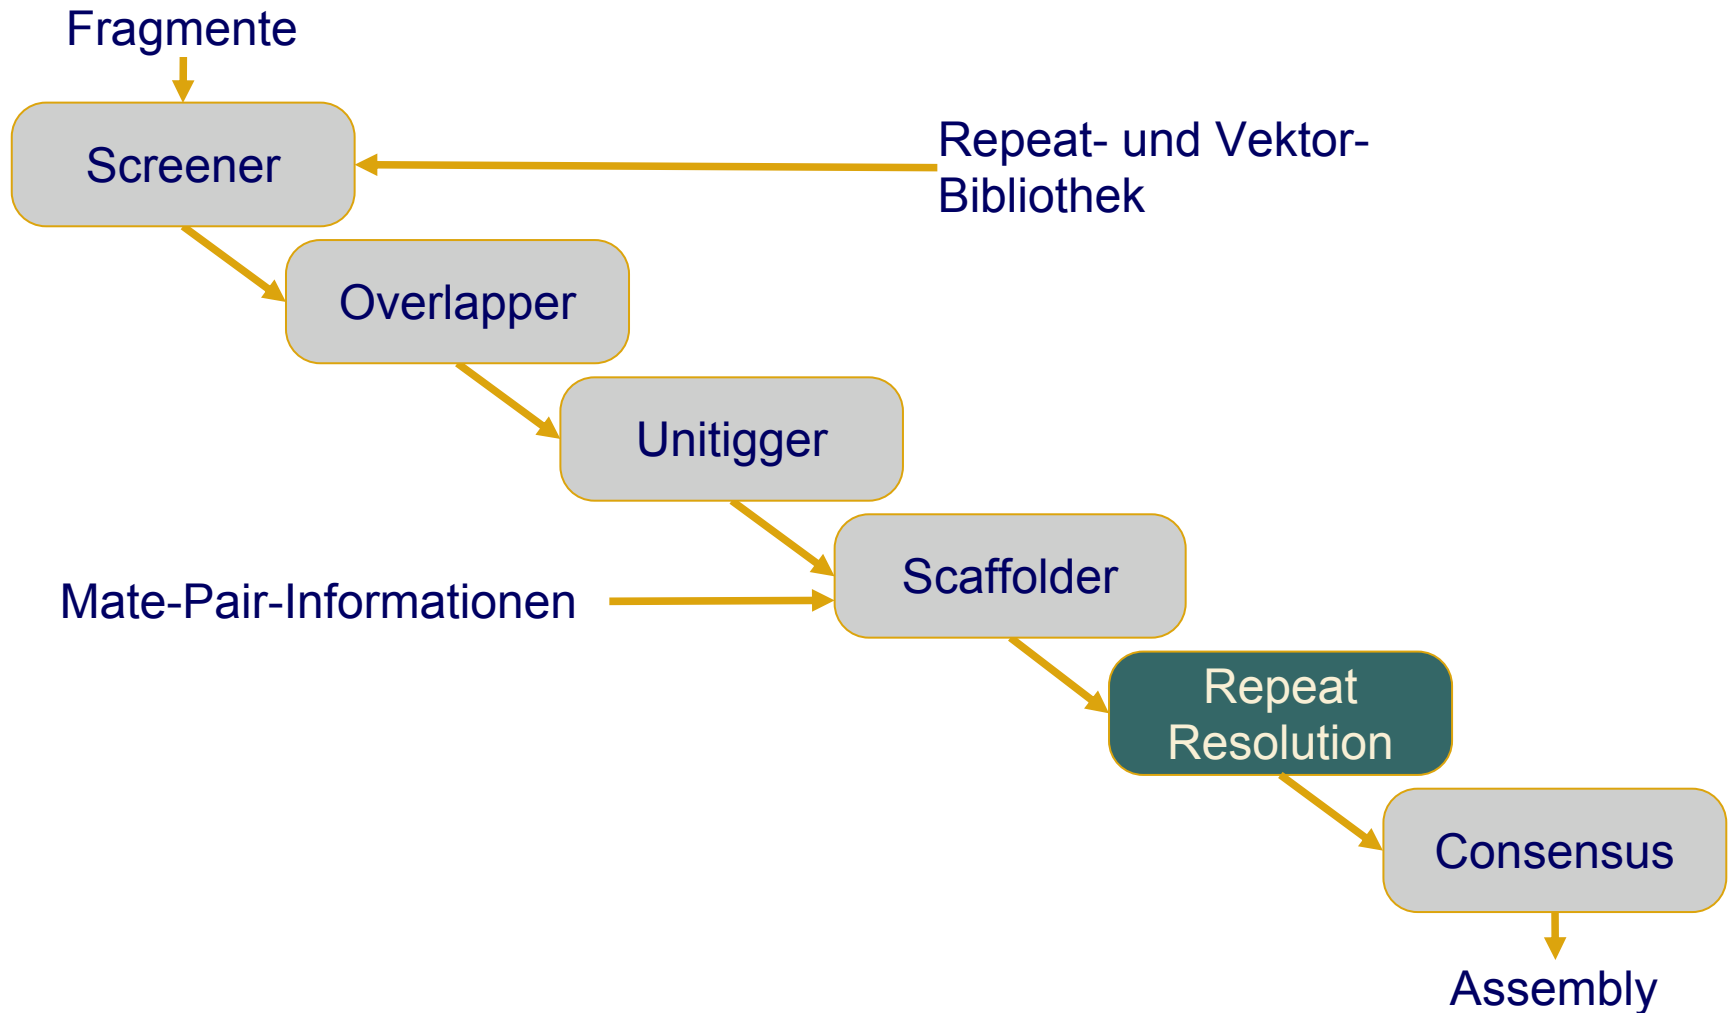 Fragmente
Screener
Repeat- und Vektor-
Bibliothek
Overlapper
Unitigger
Scaffolder
Mate-Pair-Informationen
Repeat
Resolution
Consensus
Assembly